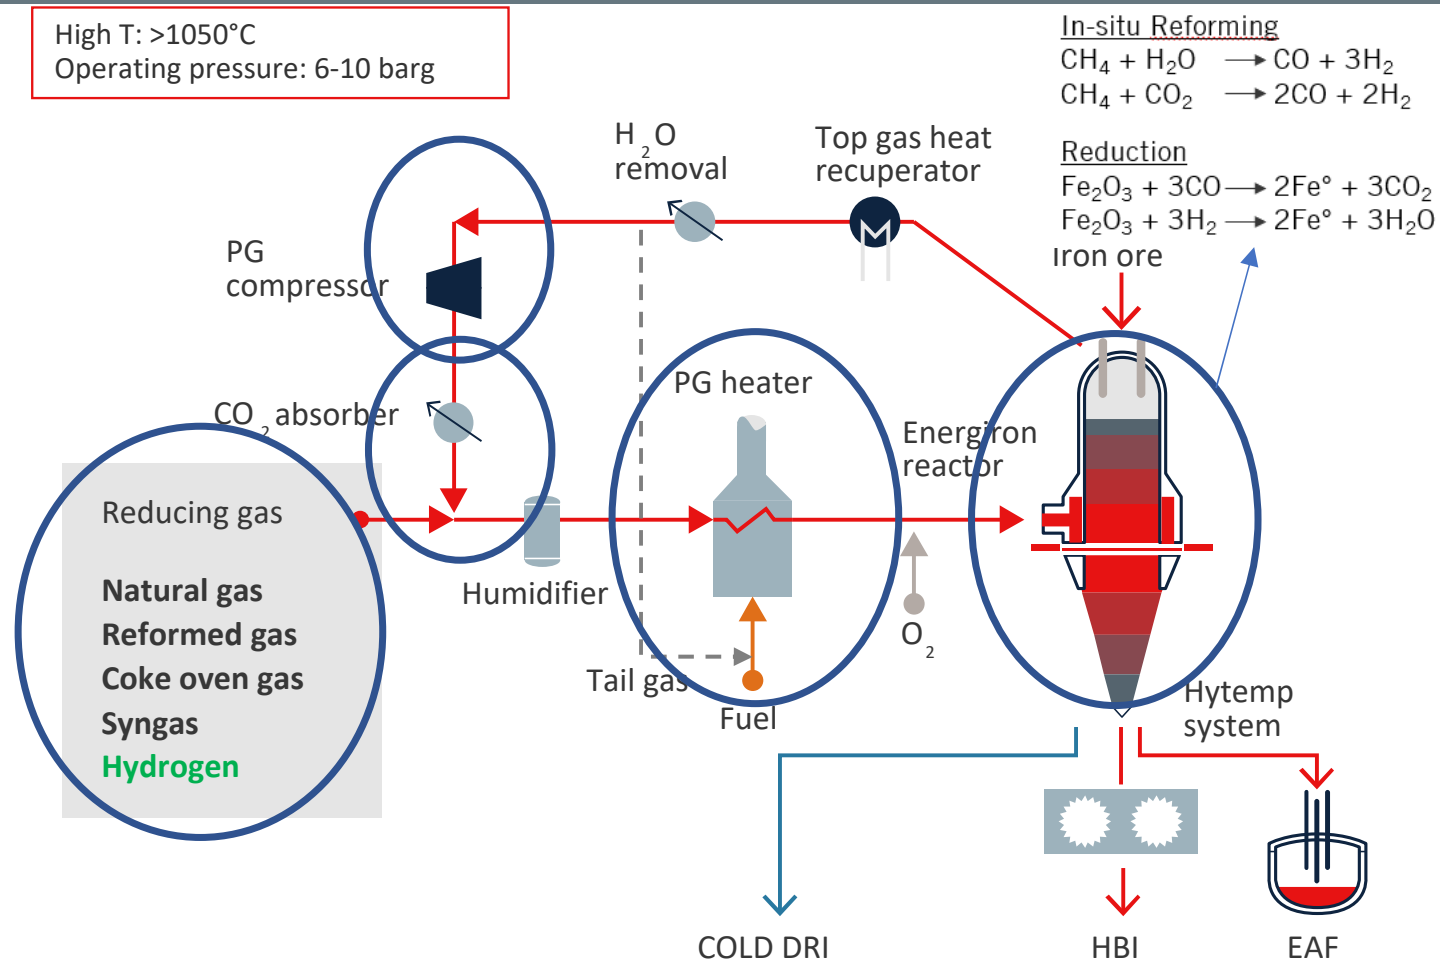 High T: >1050°C
Operating pressure: 6-10 barg
In-situ Reforming
CH₄ + H₂O → CO + 3H₂
CH₄ + CO₂ → 2CO + 2H₂
Reduction
Fe₂O₃ + 3CO → 2Fe° + 3CO₂
Fe₂O₃ + 3H₂ → 2Fe° + 3H₂O
Iron ore
H₂O
removal
Top gas heat
recuperator
PG
compressor
CO₂ absorber
PG heater
Energiron
reactor
Reducing gas
Natural gas
Reformed gas
Coke oven gas
Syngas
Hydrogen
Humidifier
O₂
Tail gas
Fuel
Hytemp
system
COLD DRI
HBI
EAF